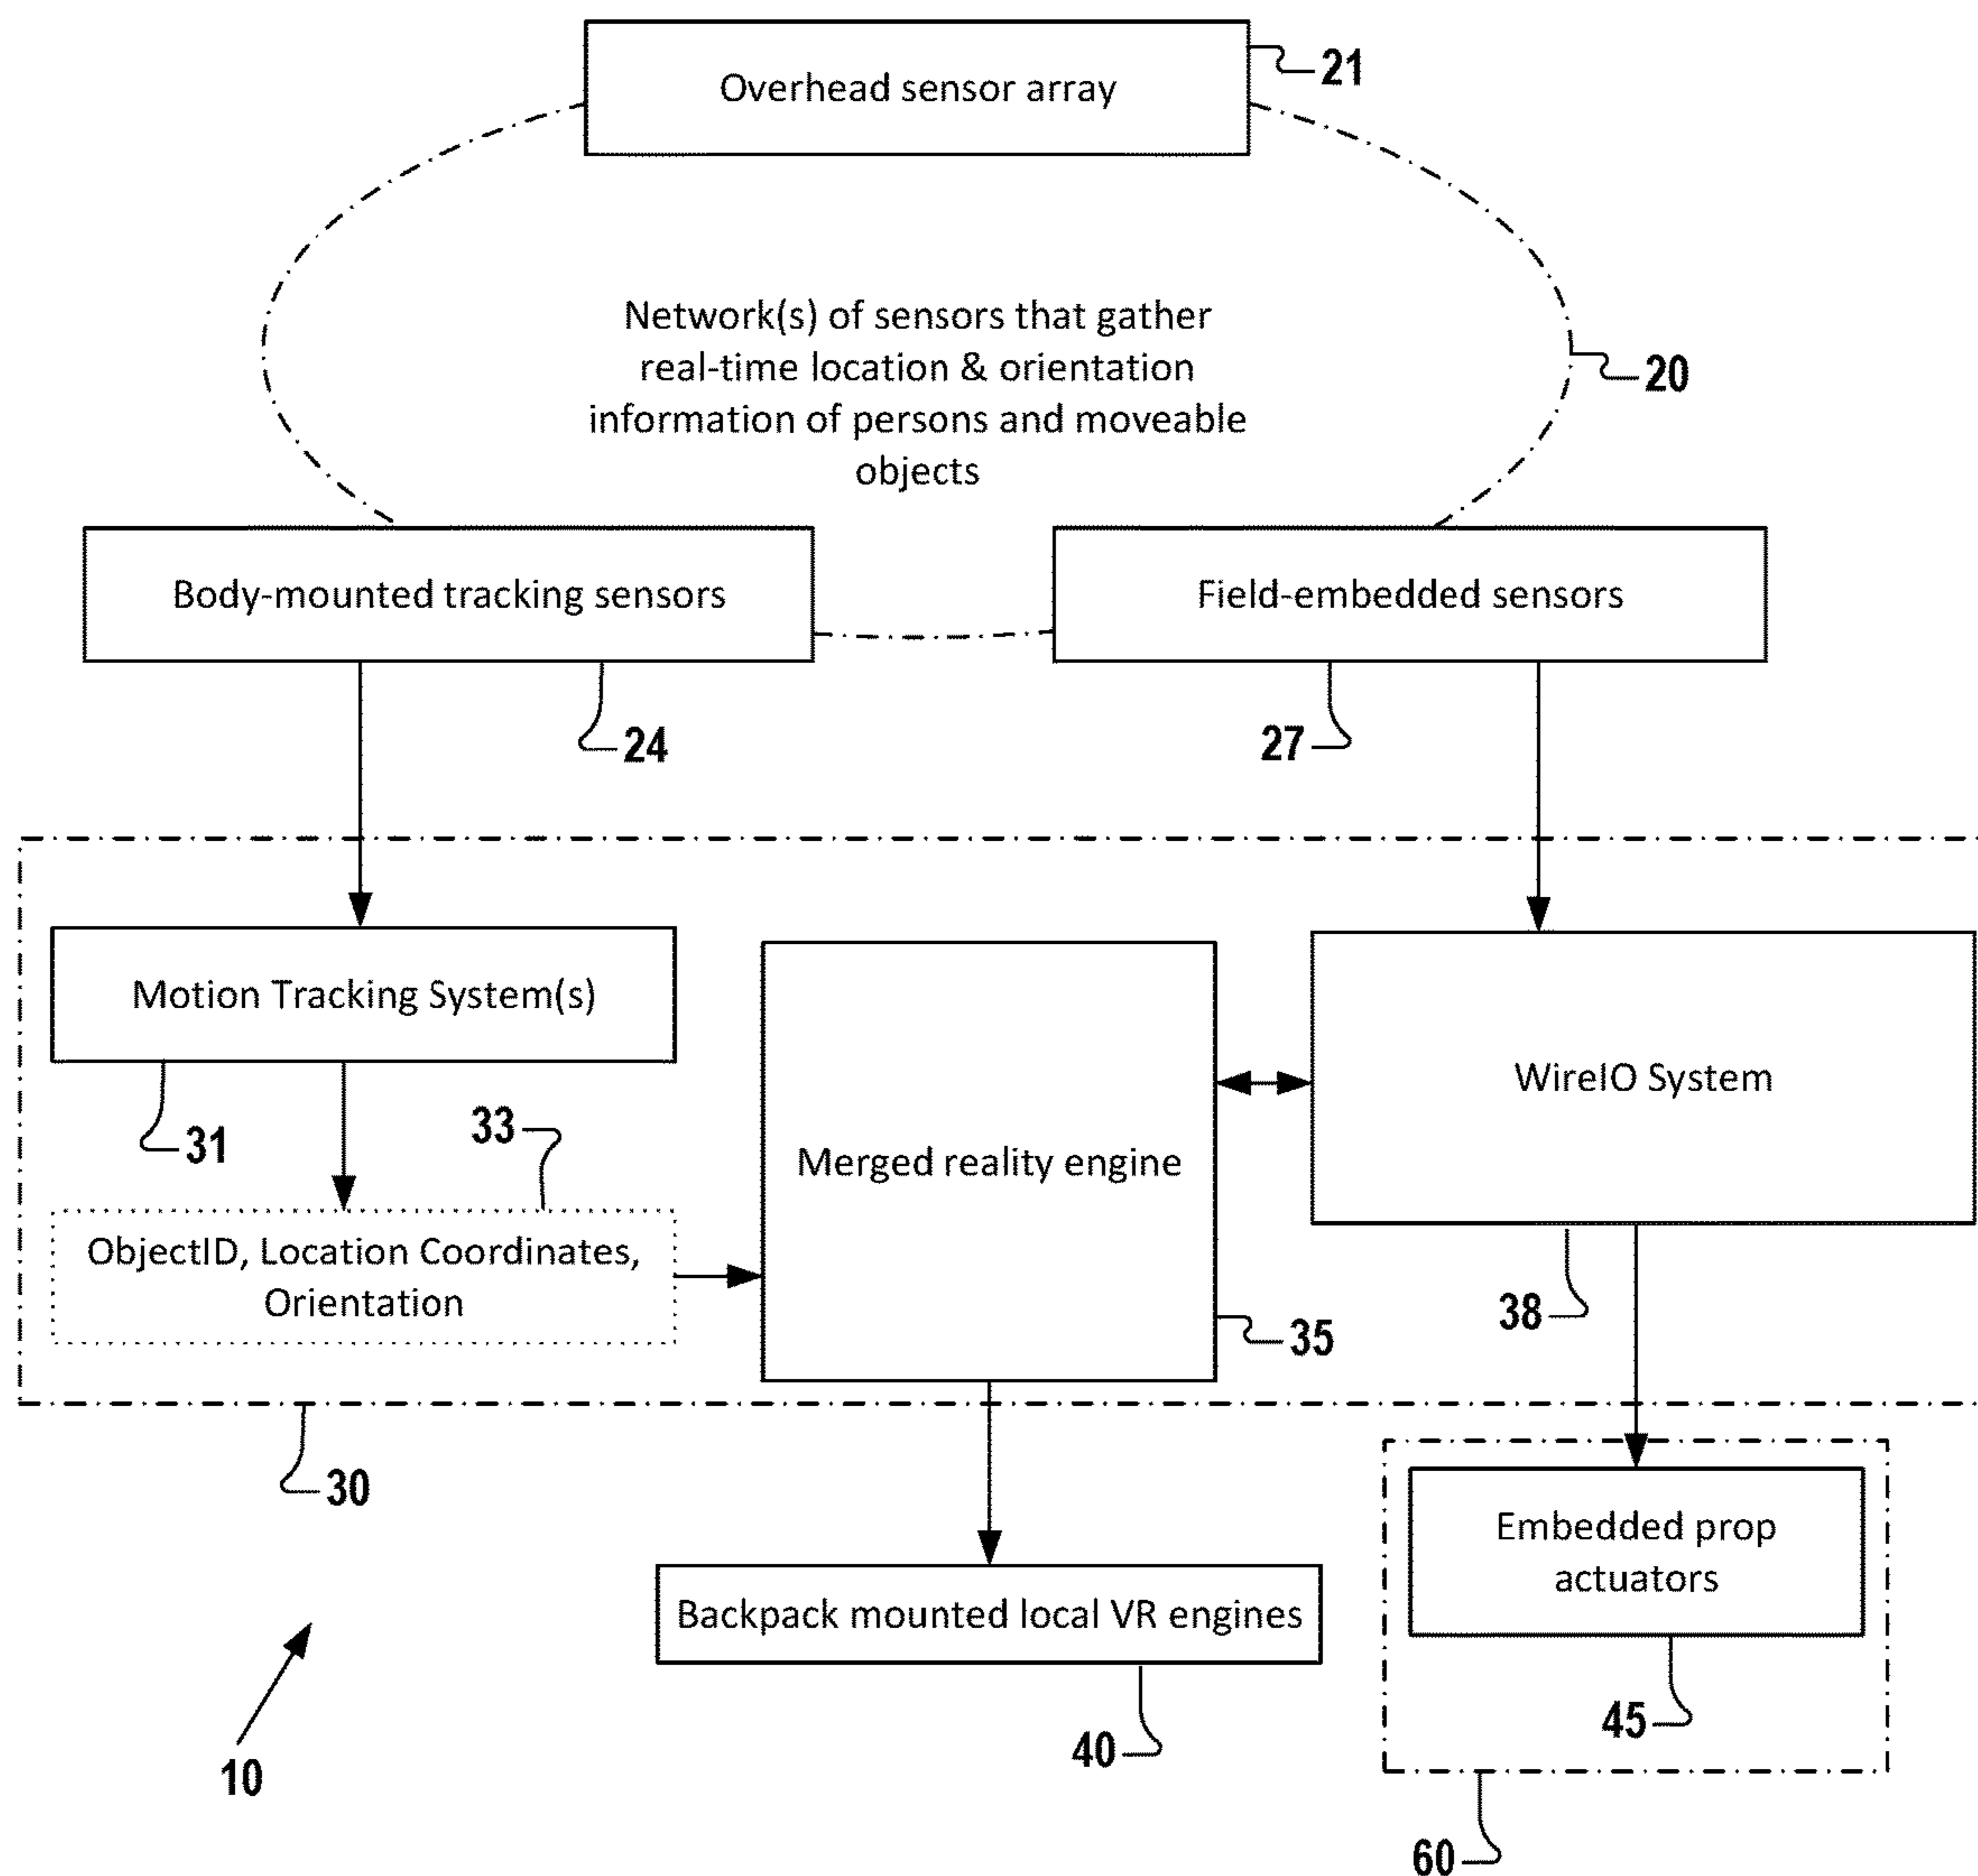 Overhead sensor array
21
Network(s) of sensors that gather
real-time location & orientation
information of persons and moveable
objects
20
Body-mounted tracking sensors
Field-embedded sensors
24
27
Motion Tracking System(s)
WireIO System
31
33
Merged reality engine
ObjectID, Location Coordinates,
Orientation
38
35
30
Embedded prop
actuators
Backpack mounted local VR engines
45
40
10
60